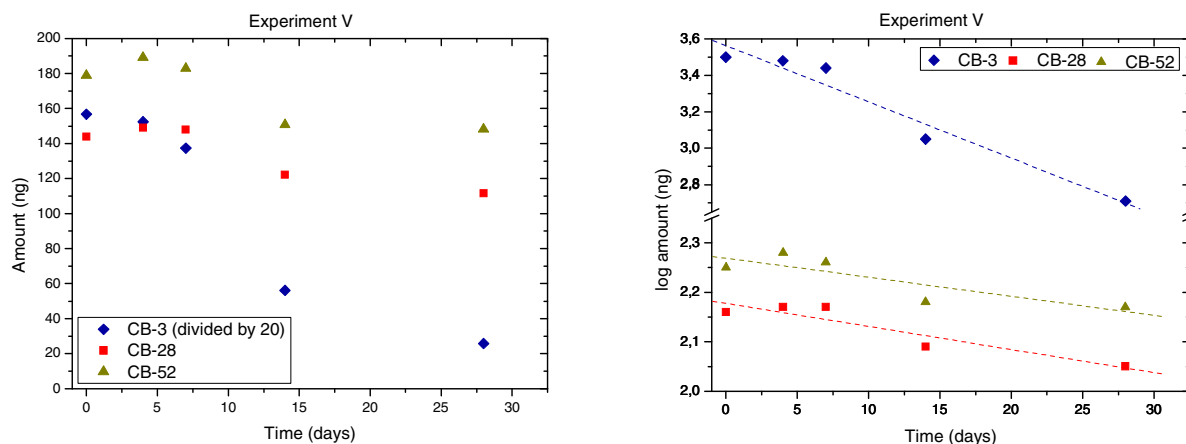 Experiment V
200
180
160
140
120
100
80
60
40
20
0
Amount (ng)
CB-3 (divided by 20)
CB-28
CB-52
0 5 10 15 20 25 30
Time (days)
Experiment V
3,6
3,4
3,2
3,0
2,8
2,3
2,2
2,1
2,0
log amount (ng)
CB-3 CB-28 CB-52
0 5 10 15 20 25 30
Time (days)